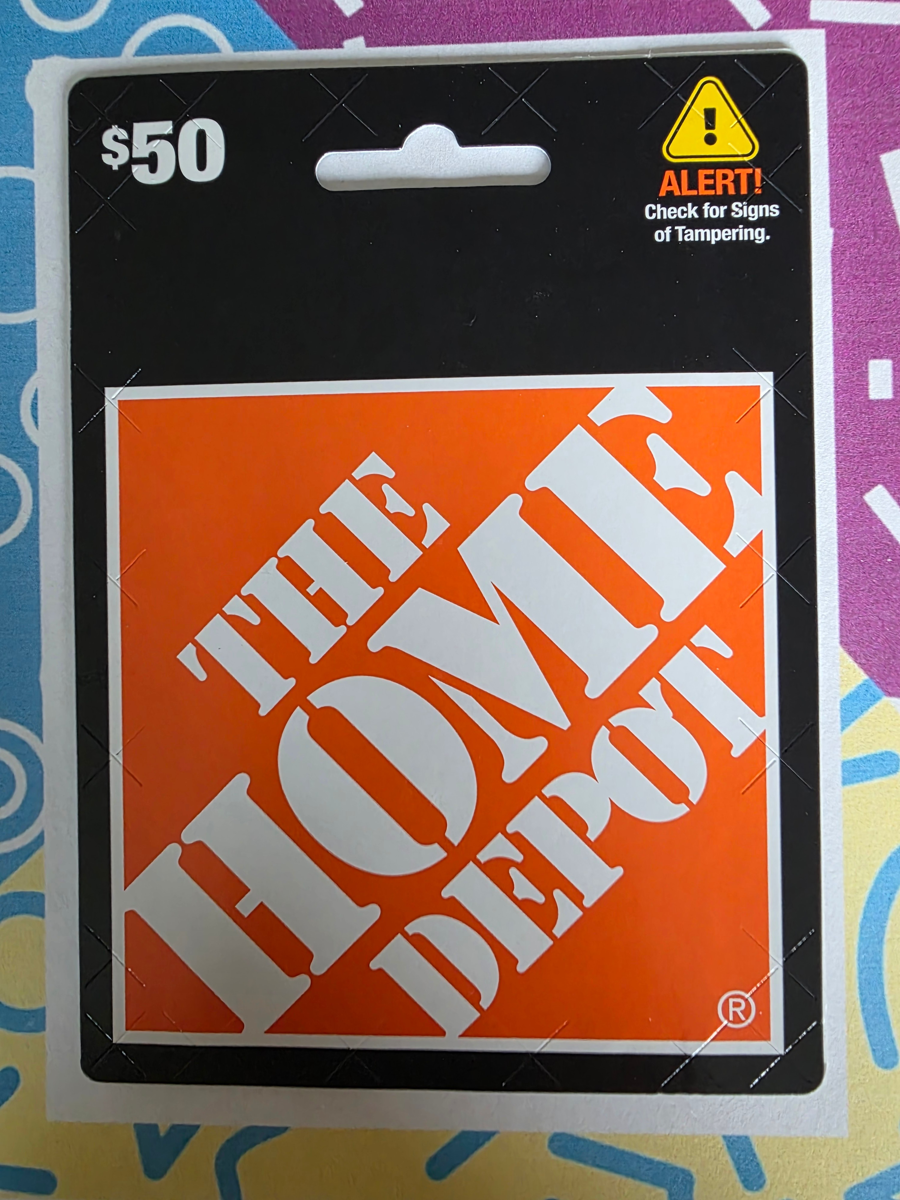 $50
ALERT!
Check for Signs
of Tampering.
THE
HOME
DEPOT
®